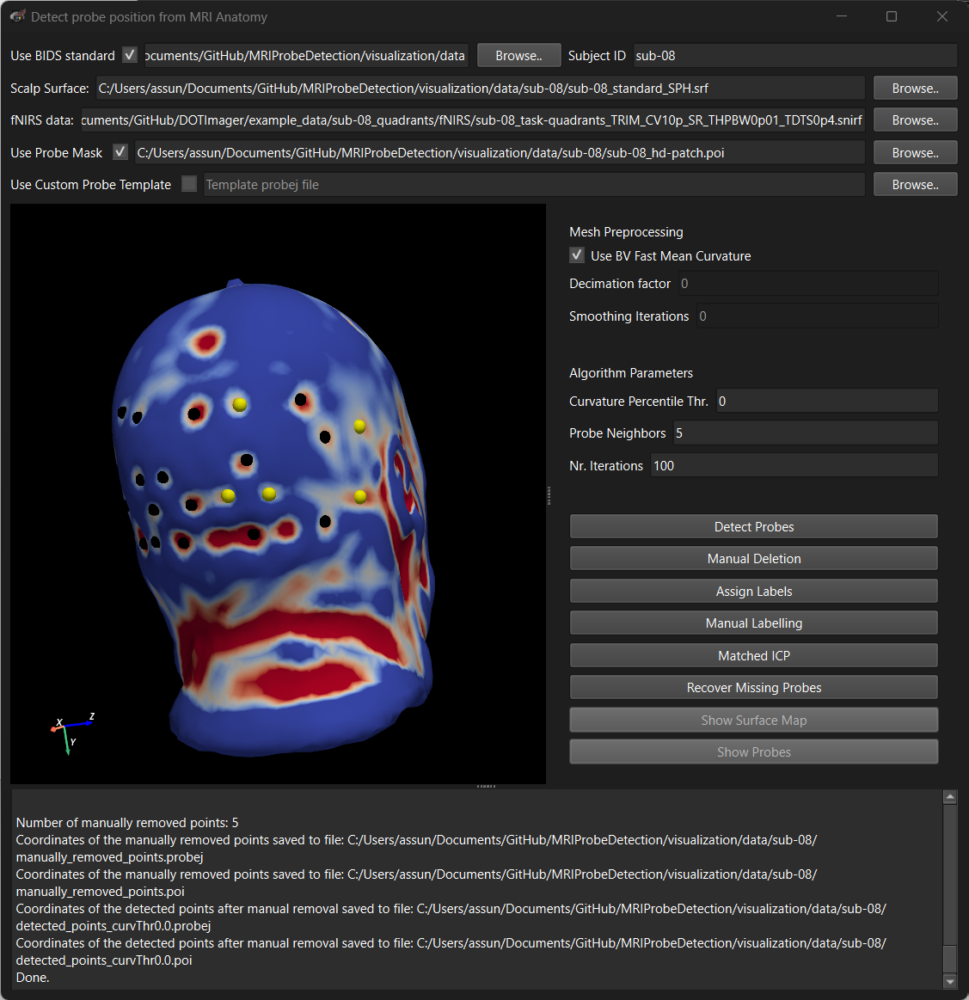 Detect probe position from MRI Anatomy
Use BIDS standard ocuments/GitHub/MRIProbeDetection/visualization/data Browse.. Subject ID sub-08
Scalp Surface: C:/Users/assun/Documents/GitHub/MRIProbeDetection/visualization/data/sub-08/sub-08_standard_SPH.srf Browse..
fNIRS data: cuments/GitHub/DOTImager/example_data/sub-08_quadrants/fNIRS/sub-08_task-quadrants_TRIM_CV10p_SR_THPBW0p01_TDTS0p4.snirf Browse..
Use Probe Mask C:/Users/assun/Documents/GitHub/MRIProbeDetection/visualization/data/sub-08/sub-08_hd-patch.poi Browse..
Use Custom Probe Template Template probej file Browse..
Mesh Preprocessing
Use BV Fast Mean Curvature
Decimation factor 0
Smoothing Iterations 0
Algorithm Parameters
Curvature Percentile Thr. 0
Probe Neighbors 5
Nr. Iterations 100
Detect Probes
Manual Deletion
Assign Labels
Manual Labelling
Matched ICP
Recover Missing Probes
Show Surface Map
Show Probes
X Z
Y
Number of manually removed points: 5
Coordinates of the manually removed points saved to file: C:/Users/assun/Documents/GitHub/MRIProbeDetection/visualization/data/sub-08/
manually_removed_points.probej
Coordinates of the manually removed points saved to file: C:/Users/assun/Documents/GitHub/MRIProbeDetection/visualization/data/sub-08/
manually_removed_points.poi
Coordinates of the detected points after manual removal saved to file: C:/Users/assun/Documents/GitHub/MRIProbeDetection/visualization/data/sub-08/
detected_points_curvThr0.0.probej
Coordinates of the detected points after manual removal saved to file: C:/Users/assun/Documents/GitHub/MRIProbeDetection/visualization/data/sub-08/
detected_points_curvThr0.0.poi
Done.